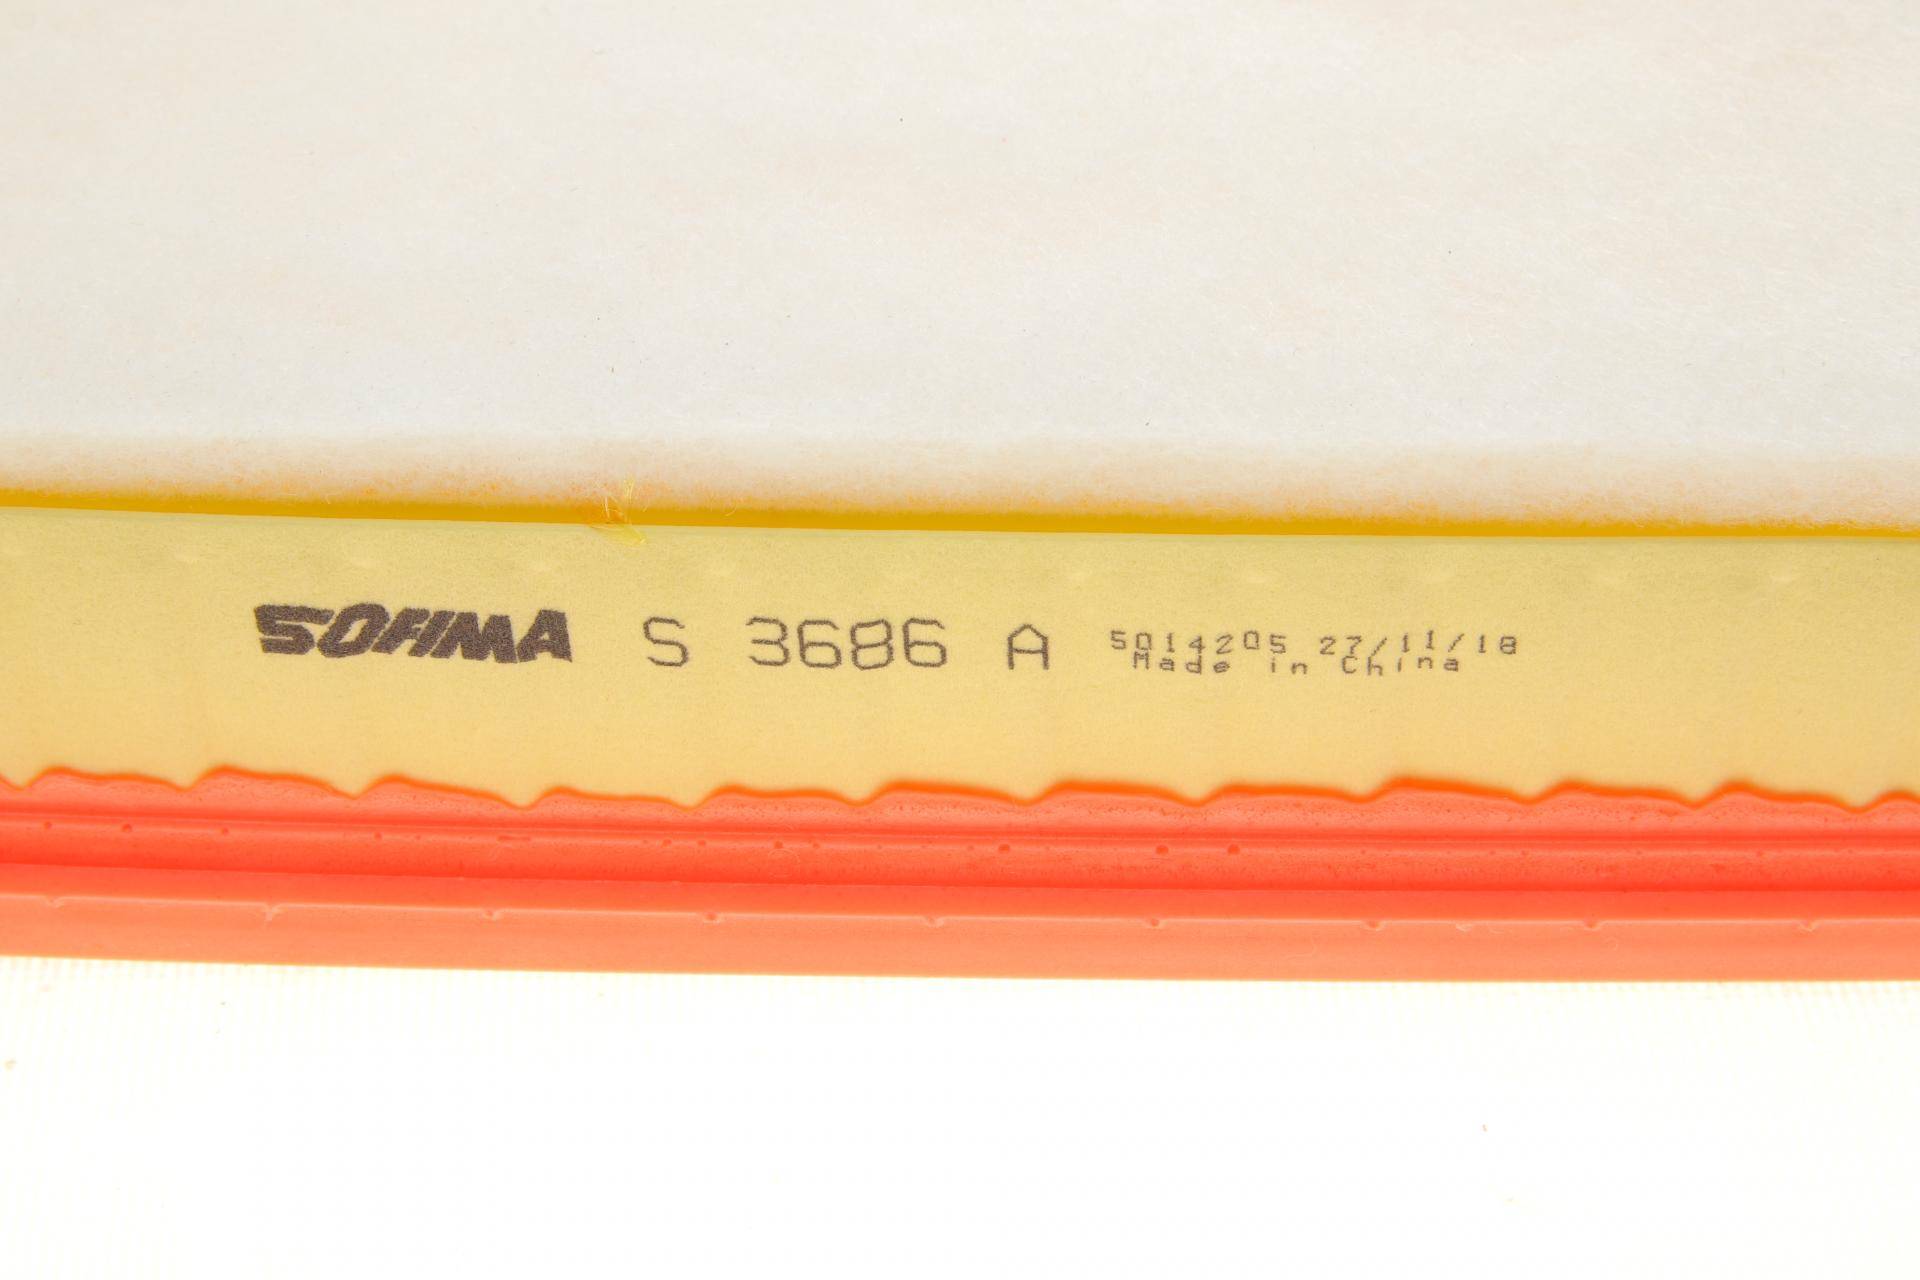 SOFIMA S 3686 A 5014205 27/11/18
Made in China